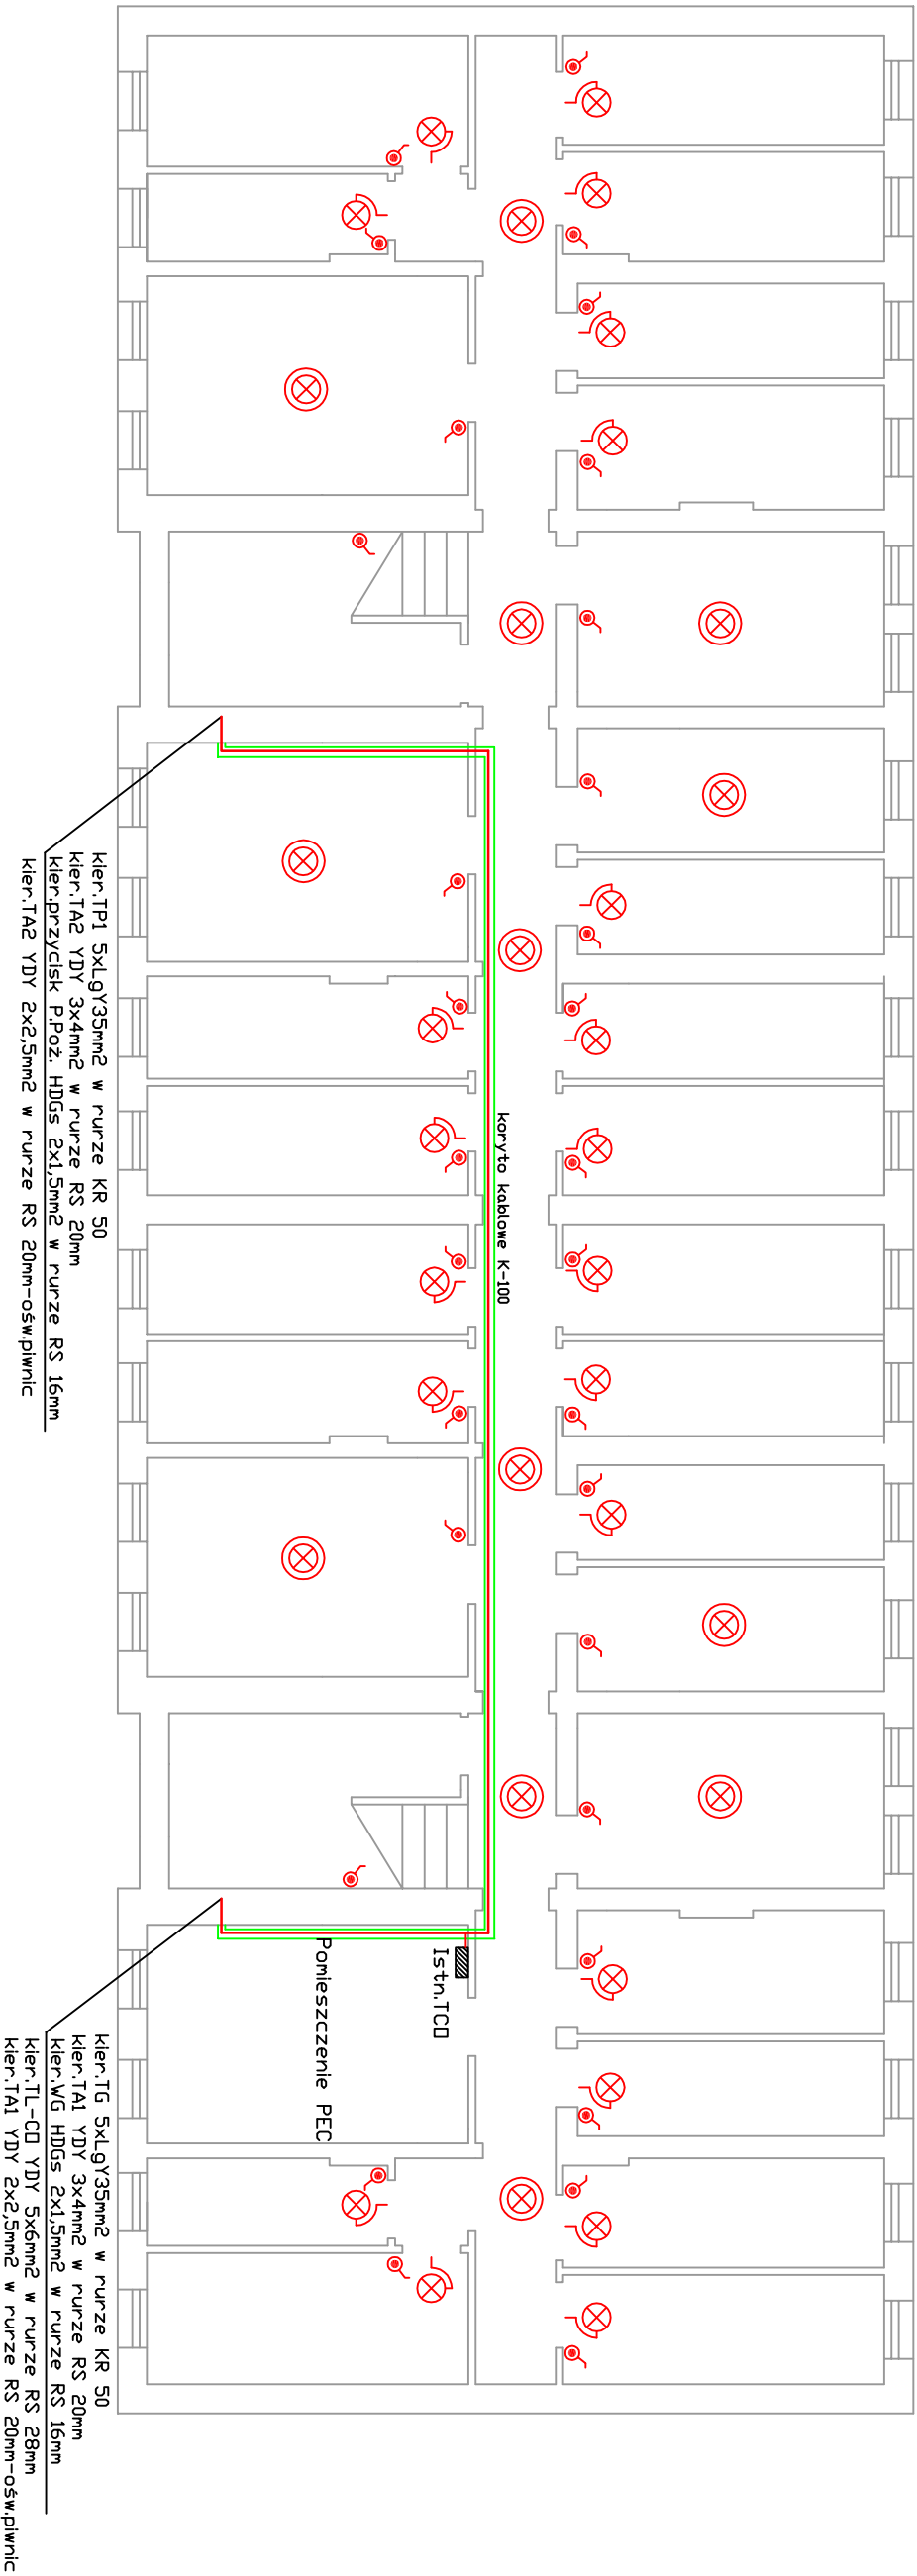 kier.TP1 5xLgY35mm2 w rurze KR 50
kier.TA2 YDY 3x4mm2 w rurze RS 20mm
kier.przycisk P.Poż. HDGs 2x1,5mm2 w rurze RS 16mm
kier.TA2 YDY 2x2,5mm2 w rurze RS 20mm-ośw.piwnic
koryto kablowe K-100
Istn.TCO
Pomieszczenie PEC
kier.TG 5xLgY35mm2 w rurze KR 50
kier.TA1 YDY 3x4mm2 w rurze RS 20mm
kier.WG HDGs 2x1,5mm2 w rurze RS 16mm
kier.TL-CO YDY 5x6mm2 w rurze RS 28mm
kier.TA1 YDY 2x2,5mm2 w rurze RS 20mm-ośw.piwnic